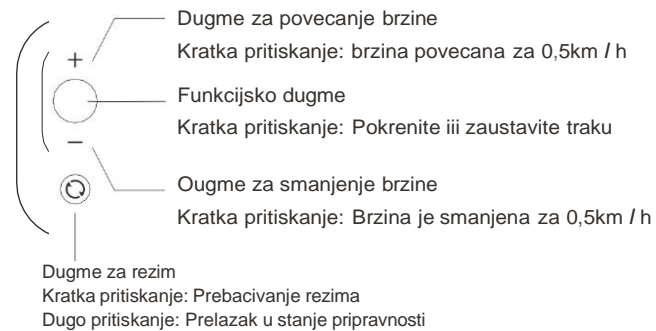 Dugme za povecanje brzine
Kratka pritiskanje: brzina povecana za 0,5km / h
+
Funkcijsko dugme
Kratka pritiskanje: Pokrenite iii zaustavite traku
−
Ougme za smanjenje brzine
Kratka pritiskanje: Brzina je smanjena za 0,5km / h
Dugme za rezim
Kratka pritiskanje: Prebacivanje rezima
Dugo pritiskanje: Prelazak u stanje pripravnosti